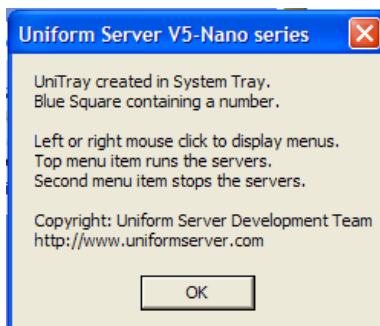 Uniform Server V5-Nano series
UniTray created in System Tray.
Blue Square containing a number.
Left or right mouse click to display menus.
Top menu item runs the servers.
Second menu item stops the servers.
Copyright: Uniform Server Development Team
http://www.uniformserver.com
OK